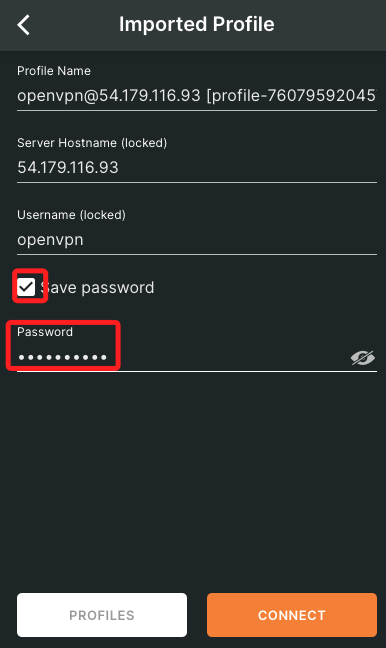 Imported Profile
Profile Name
openvpn@54.179.116.93 [profile-76079592045
Server Hostname (locked)
54.179.116.93
Username (locked)
openvpn
Save password
Password
••••••••••
PROFILES
CONNECT